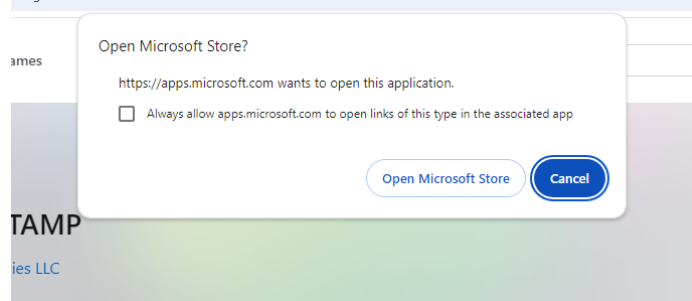 Open Microsoft Store?
https://apps.microsoft.com wants to open this application.
ames
Always allow apps.microsoft.com to open links of this type in the associated app
Open Microsoft Store
Cancel
TAMP
ies LLC